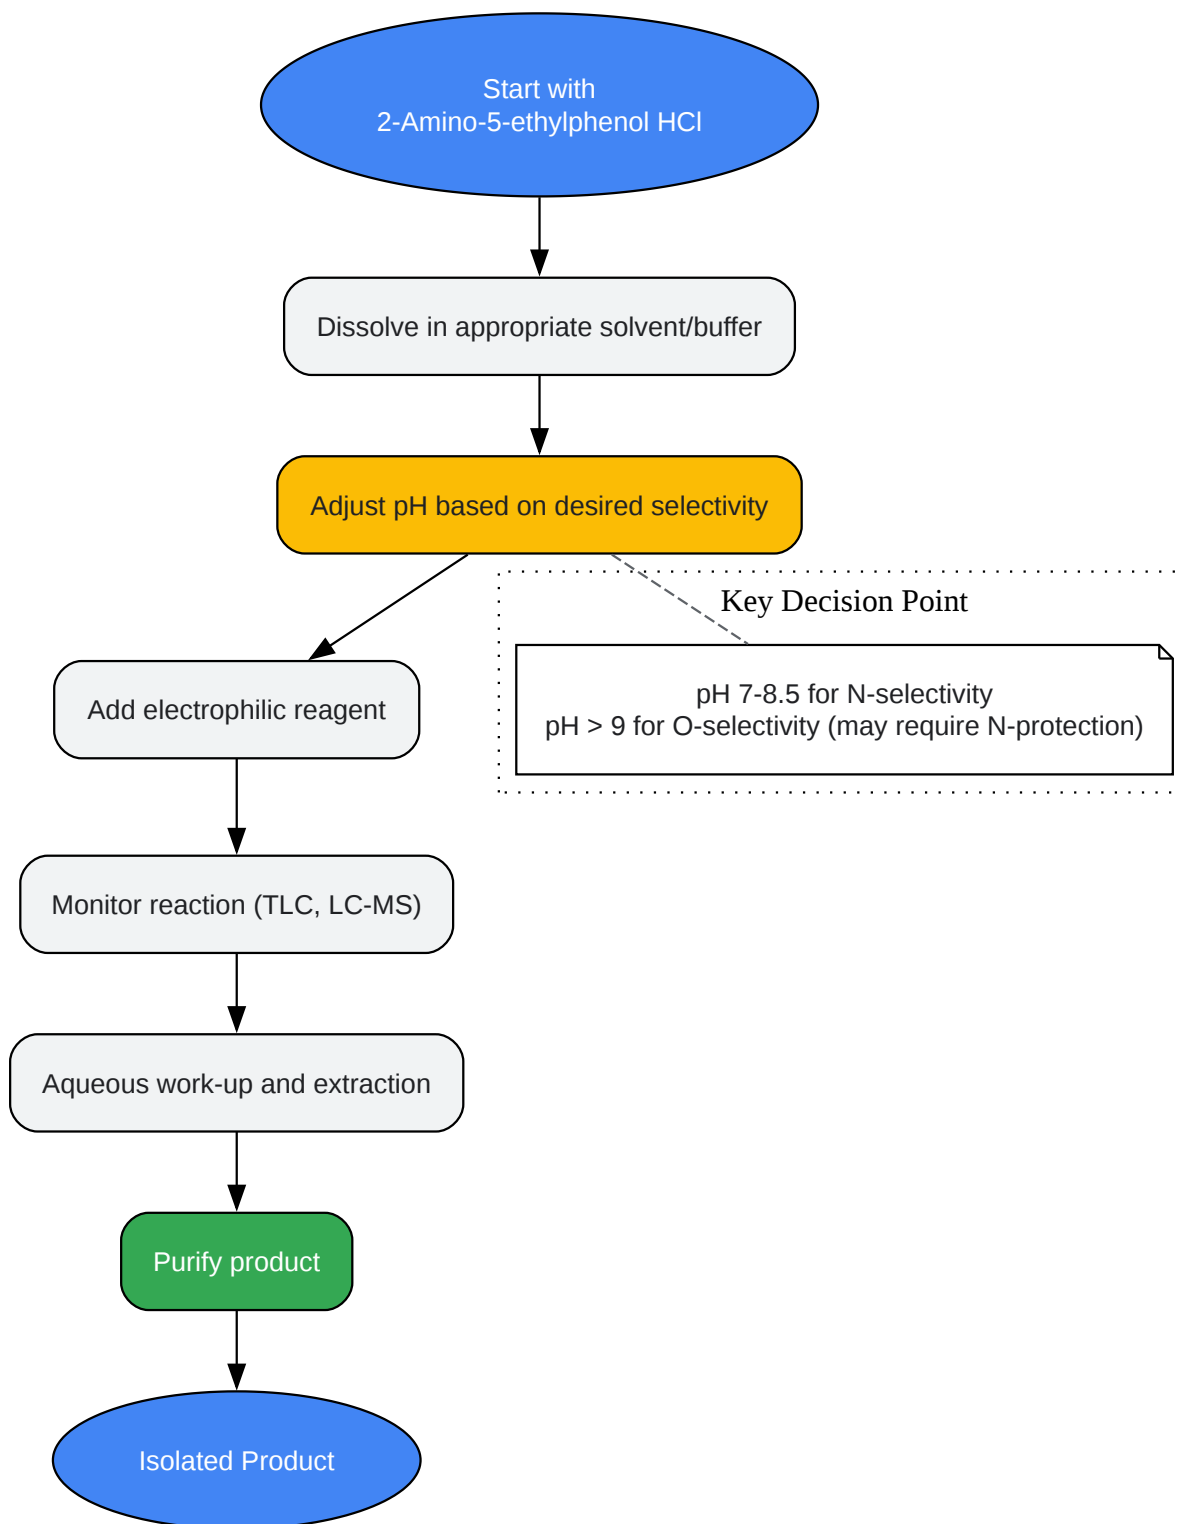 Start with
2-Amino-5-ethylphenol HCl
Dissolve in appropriate solvent/buffer
Adjust pH based on desired selectivity
Key Decision Point
pH 7-8.5 for N-selectivity
pH > 9 for O-selectivity (may require N-protection)
Add electrophilic reagent
Monitor reaction (TLC, LC-MS)
Aqueous work-up and extraction
Purify product
Isolated Product